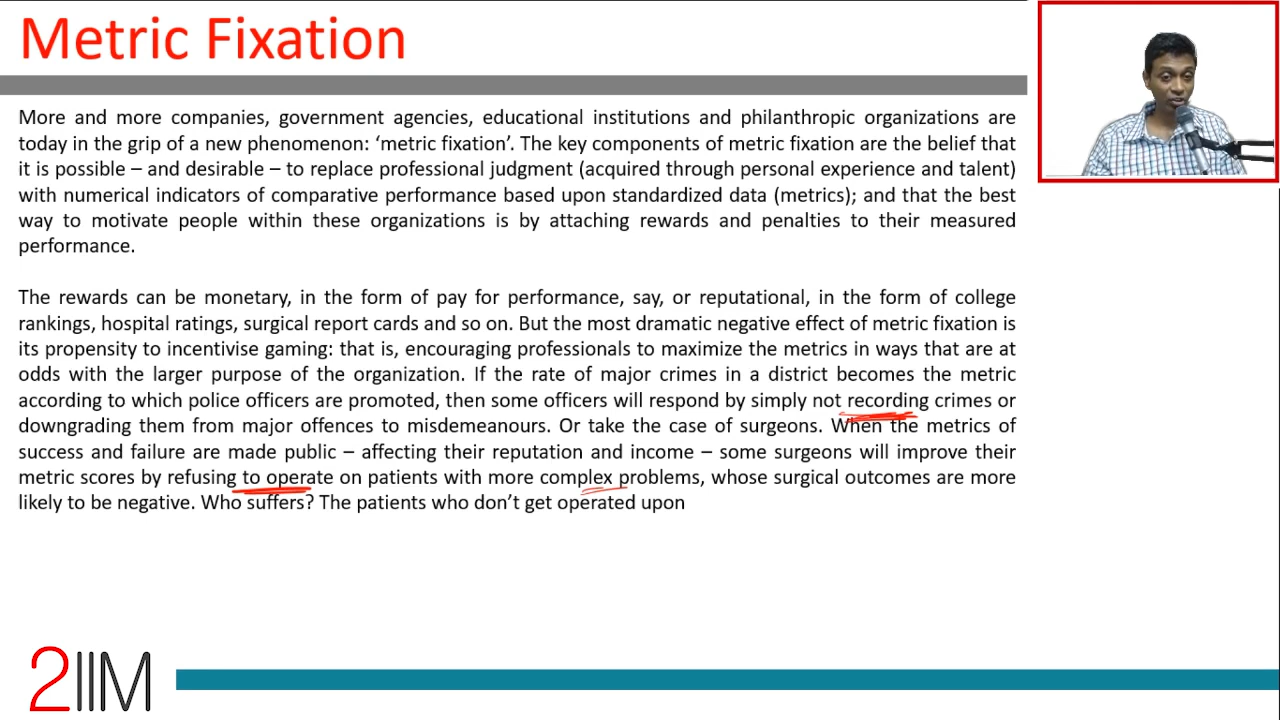 Metric Fixation
More and more companies, government agencies, educational institutions and philanthropic organizations are
today in the grip of a new phenomenon: ‘metric fixation’. The key components of metric fixation are the belief that
it is possible – and desirable – to replace professional judgment (acquired through personal experience and talent)
with numerical indicators of comparative performance based upon standardized data (metrics); and that the best
way to motivate people within these organizations is by attaching rewards and penalties to their measured
performance.
The rewards can be monetary, in the form of pay for performance, say, or reputational, in the form of college
rankings, hospital ratings, surgical report cards and so on. But the most dramatic negative effect of metric fixation is
its propensity to incentivise gaming: that is, encouraging professionals to maximize the metrics in ways that are at
odds with the larger purpose of the organization. If the rate of major crimes in a district becomes the metric
according to which police officers are promoted, then some officers will respond by simply not recording crimes or
downgrading them from major offences to misdemeanours. Or take the case of surgeons. When the metrics of
success and failure are made public – affecting their reputation and income – some surgeons will improve their
metric scores by refusing to operate on patients with more complex problems, whose surgical outcomes are more
likely to be negative. Who suffers? The patients who don’t get operated upon
2IIM